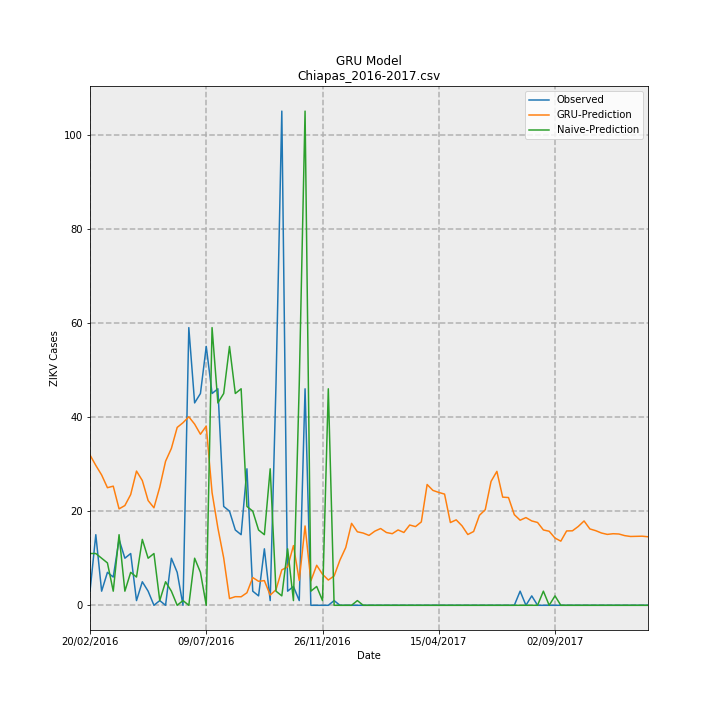 GRU Model
Chiapas_2016-2017.csv
Observed
GRU-Prediction
Naive-Prediction
100
80
60
40
20
0
ZIKV Cases
20/02/2016 09/07/2016 26/11/2016 15/04/2017 02/09/2017
Date